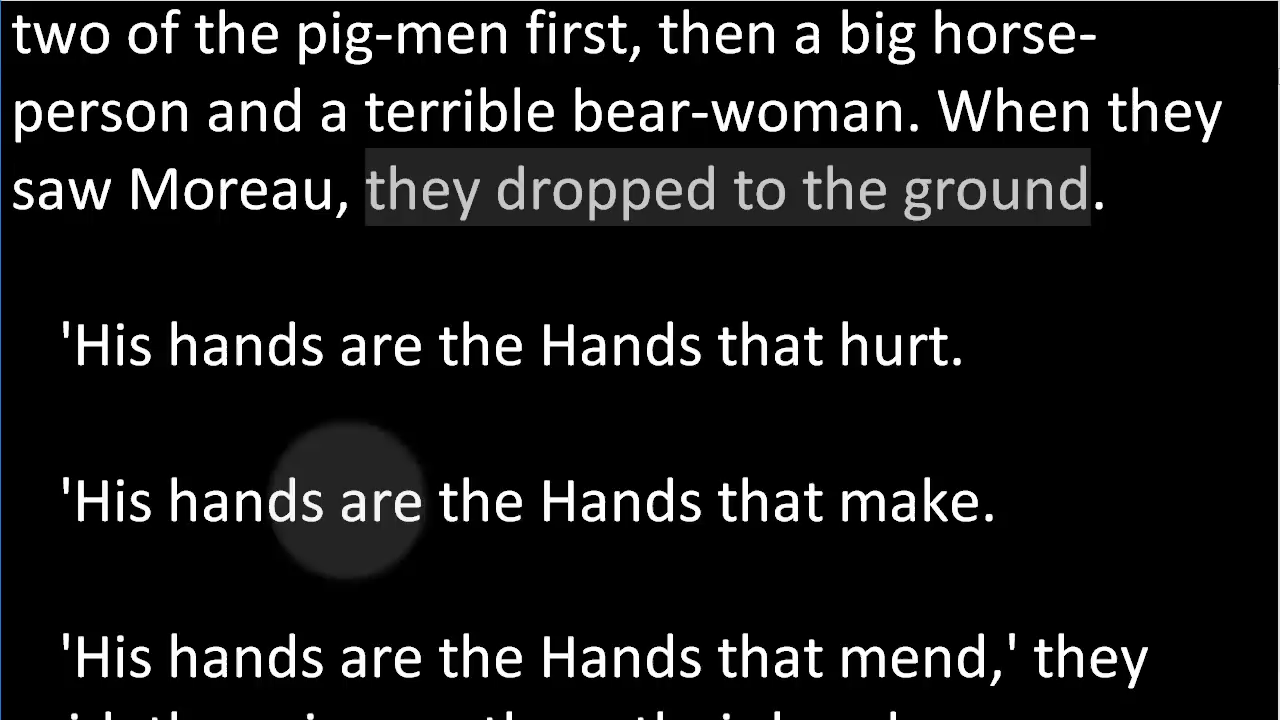 two of the pig-men first, then a big horse-
person and a terrible bear-woman. When they
saw Moreau, they dropped to the ground.
'His hands are the Hands that hurt.
'His hands are the Hands that make.
'His hands are the Hands that mend,' they